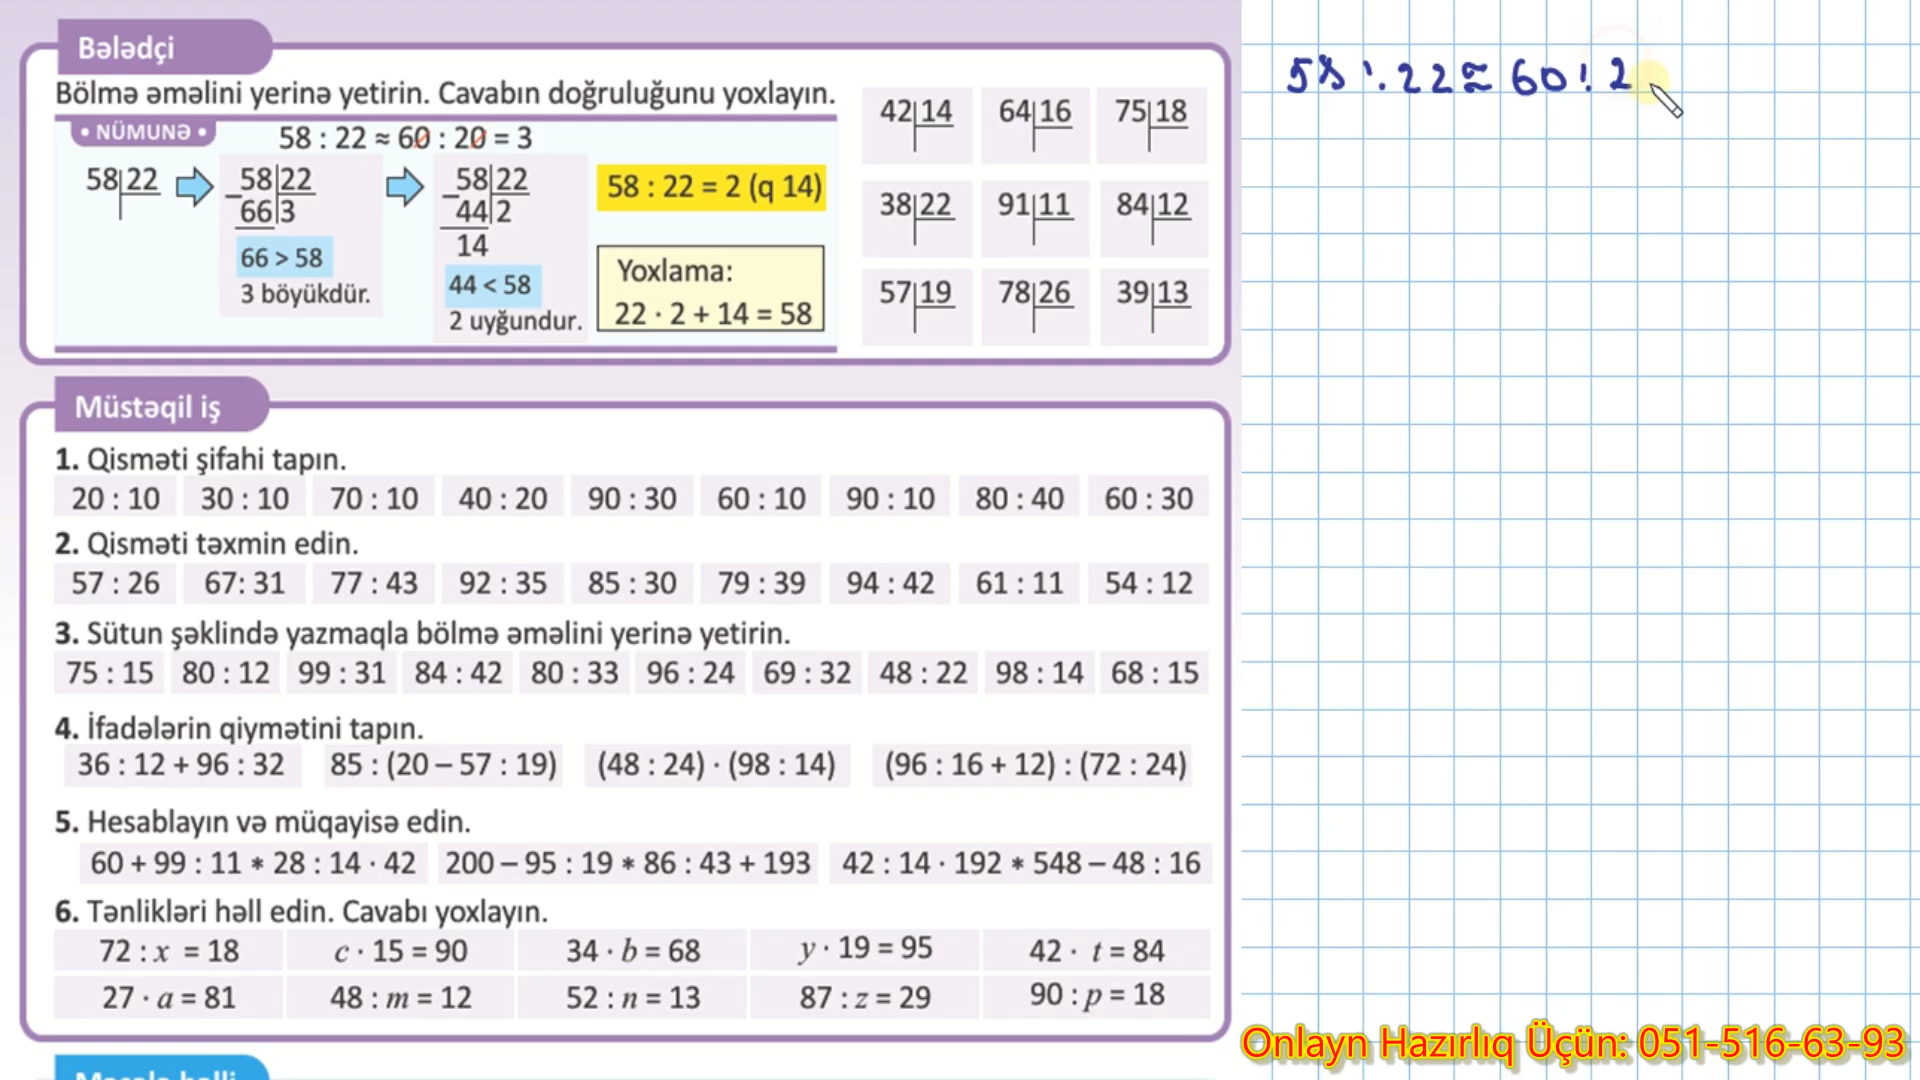 Bələdçi
Bölmə əməlini yerinə yetirin. Cavabın doğruluğunu yoxlayın.
• NÜMUNƏ •
58 : 22 ≈ 60 : 20 = 3
58 22
58 22
66 3
66 > 58
3 böyükdür.
58 22
44 2
14
44 < 58
2 uyğundur.
58 : 22 = 2 (q 14)
Yoxlama:
22 · 2 + 14 = 58
42 14 64 16 75 18
38 22 91 11 84 12
57 19 78 26 39 13
Müstəqil iş
1. Qisməti şifahi tapın.
20 : 10 30 : 10 70 : 10 40 : 20 90 : 30 60 : 10 90 : 10 80 : 40 60 : 30
2. Qisməti təxmin edin.
57 : 26 67: 31 77 : 43 92 : 35 85 : 30 79 : 39 94 : 42 61 : 11 54 : 12
3. Sütun şəklində yazmaqla bölmə əməlini yerinə yetirin.
75 : 15 80 : 12 99 : 31 84 : 42 80 : 33 96 : 24 69 : 32 48 : 22 98 : 14 68 : 15
4. İfadələrin qiymətini tapın.
36 : 12 + 96 : 32 85 : (20 – 57 : 19) (48 : 24) · (98 : 14) (96 : 16 + 12) : (72 : 24)
5. Hesablayın və müqayisə edin.
60 + 99 : 11 * 28 : 14 · 42 200 – 95 : 19 * 86 : 43 + 193 42 : 14 · 192 * 548 – 48 : 16
6. Tənlikləri həll edin. Cavabı yoxlayın.
72 : x = 18 c · 15 = 90 34 · b = 68 y · 19 = 95 42 · t = 84
27 · a = 81 48 : m = 12 52 : n = 13 87 : z = 29 90 : p = 18
58 : 22 ≈ 60 : 2
Onlayn Hazırlıq Üçün: 051-516-63-93